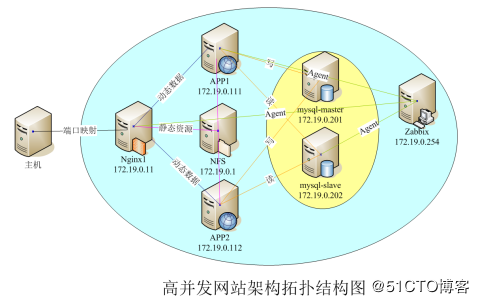 APP1
172.19.0.111
动态数据
写
Agent
mysql-master
172.19.0.201
读
Agent
Zabbix
172.19.0.254
主机
端口映射
Nginx1
172.19.0.11
静态资源
NFS
172.19.0.1
写
Agent
mysql-slave
172.19.0.202
动态数据
读
APP2
172.19.0.112
高并发网站架构拓扑结构图
@51CTO博客